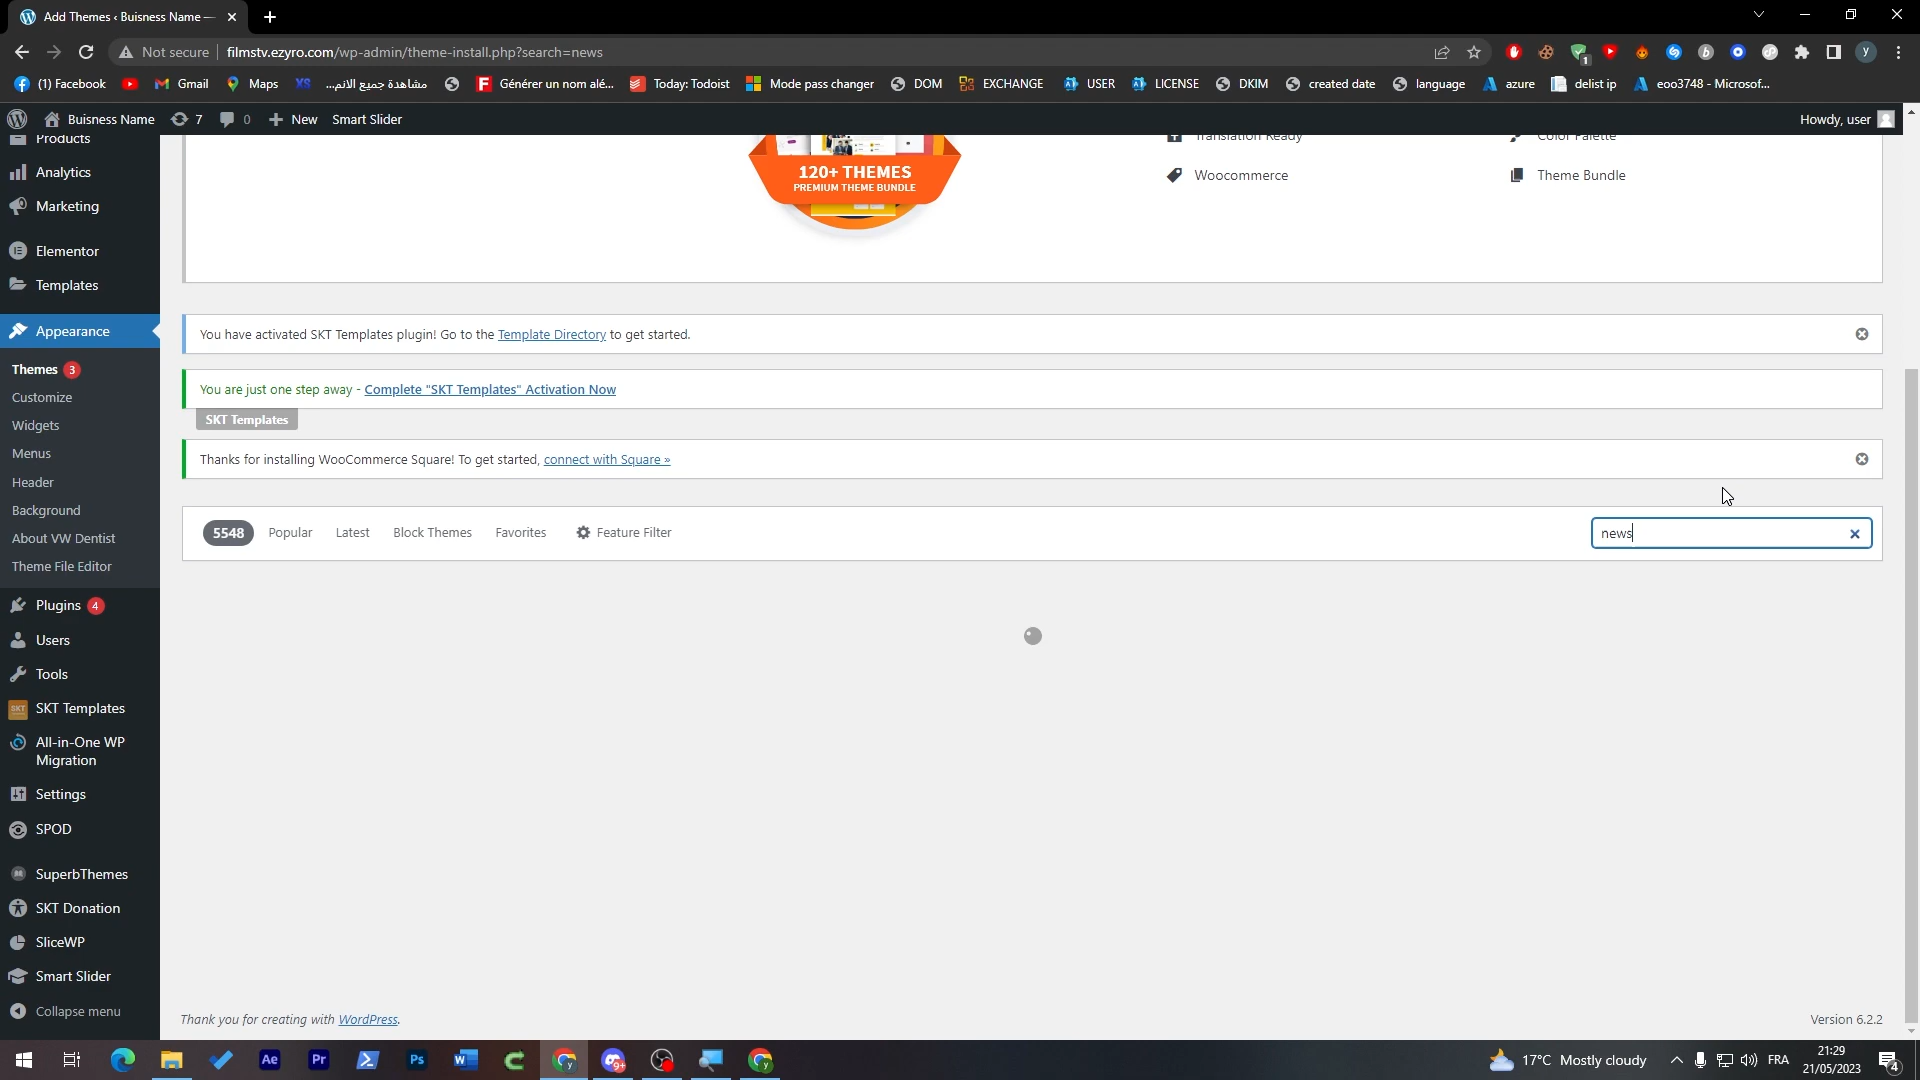 Add Themes ‹ Buisness Name —
Not secure filmstv.ezyro.com/wp-admin/theme-install.php?search=news
1
y
(1) Facebook
Gmail
Maps
XS
مشاهدة جميع الانمـ...
Générer un nom alé...
Today: Todoist
Mode pass changer
DOM
EXCHANGE
USER
LICENSE
DKIM
created date
language
azure
delist ip
eoo3748 - Microsof...
Buisness Name
7
0
New
Smart Slider
Howdy, user
Products
Analytics
Marketing
Elementor
Templates
Appearance
Themes 3
Customize
Widgets
Menus
Header
Background
About VW Dentist
Theme File Editor
Plugins 4
Users
Tools
SKT Templates
All-in-One WP
Migration
Settings
SPOD
SuperbThemes
SKT Donation
SliceWP
Smart Slider
Collapse menu
120+ THEMES
PREMIUM THEME BUNDLE
Translation Ready
Color Palette
Woocommerce
Theme Bundle
You have activated SKT Templates plugin! Go to the Template Directory to get started.
You are just one step away - Complete "SKT Templates" Activation Now
SKT Templates
Thanks for installing WooCommerce Square! To get started, connect with Square »
5548 Popular Latest Block Themes Favorites Feature Filter
news
Thank you for creating with WordPress.
Version 6.2.2
Ae
Pr
Ps
W
9+
17°C Mostly cloudy
FRA
21:29
21/05/2023
4